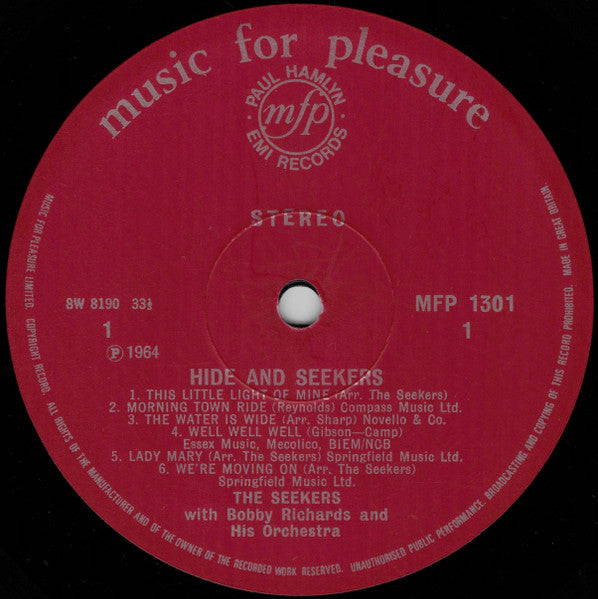 music for pleasure
PAUL HAMLYN
mfp
EMI RECORDS
STEREO
SW 8190 33⅓
1
Ⓟ 1964
MFP 1301
1
HIDE AND SEEKERS
1. THIS LITTLE LIGHT OF MINE (Arr. The Seekers)
2. MORNING TOWN RIDE (Reynolds) Compass Music Ltd.
3. THE WATER IS WIDE (Arr. Sharp) Novello & Co.
4. WELL WELL WELL (Gibson—Camp)
Essex Music, Mecolico, BIEM/NCB
5. LADY MARY (Arr. The Seekers) Springfield Music Ltd.
6. WE'RE MOVING ON (Arr. The Seekers)
Springfield Music Ltd.
THE SEEKERS
with Bobby Richards and
His Orchestra
MUSIC FOR PLEASURE LIMITED. COPYRIGHT RECORD. ALL RIGHTS OF THE MANUFACTURER AND OF THE OWNER OF THE RECORDED WORK RESERVED. UNAUTHORISED PUBLIC PERFORMANCE, BROADCASTING AND COPYING OF THIS RECORD PROHIBITED. MADE IN GREAT BRITAIN